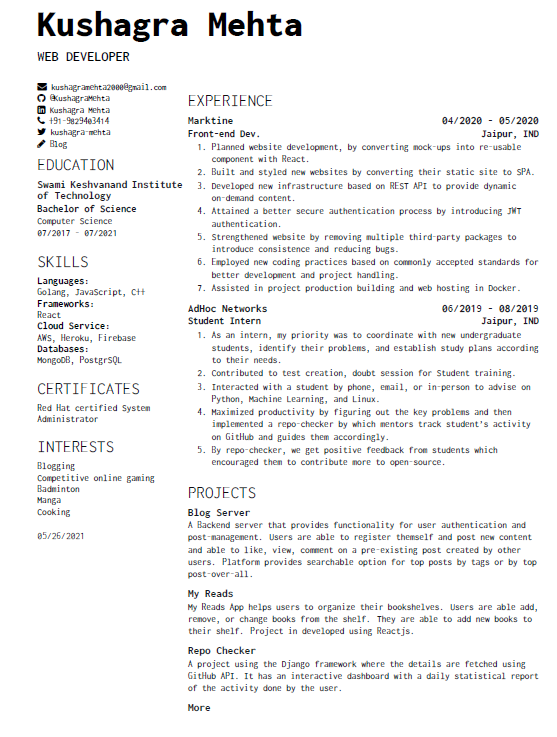 Kushagra Mehta
WEB DEVELOPER
kushagramehta2000@gmail.com
@KushagraMehta
Kushagra Mehta
+91-9829403414
kushagra-mehta
Blog
EDUCATION
Swami Keshvanand Institute
of Technology
Bachelor of Science
Computer Science
07/2017 - 07/2021
SKILLS
Languages:
Golang, JavaScript, C++
Frameworks:
React
Cloud Service:
AWS, Heroku, Firebase
Databases:
MongoDB, PostgrSQL
CERTIFICATES
Red Hat certified System
Administrator
INTERESTS
Blogging
Competitive online gaming
Badminton
Manga
Cooking
05/26/2021
EXPERIENCE
Marktine 04/2020 - 05/2020
Front-end Dev. Jaipur, IND
1. Planned website development, by converting mock-ups into re-usable
component with React.
2. Built and styled new websites by converting their static site to SPA.
3. Developed new infrastructure based on REST API to provide dynamic
on-demand content.
4. Attained a better secure authentication process by introducing JWT
authentication.
5. Strengthened website by removing multiple third-party packages to
introduce consistence and reducing bugs.
6. Employed new coding practices based on commonly accepted standards for
better development and project handling.
7. Assisted in project production building and web hosting in Docker.
AdHoc Networks 06/2019 - 08/2019
Student Intern Jaipur, IND
1. As an intern, my priority was to coordinate with new undergraduate
students, identify their problems, and establish study plans according
to their needs.
2. Contributed to test creation, doubt session for Student training.
3. Interacted with a student by phone, email, or in-person to advise on
Python, Machine Learning, and Linux.
4. Maximized productivity by figuring out the key problems and then
implemented a repo-checker by which mentors track student's activity
on GitHub and guides them accordingly.
5. By repo-checker, we get positive feedback from students which
encouraged them to contribute more to open-source.
PROJECTS
Blog Server
A Backend server that provides functionality for user authentication and
post-management. Users are able to register themself and post new content
and able to like, view, comment on a pre-existing post created by other
users. Platform provides searchable option for top posts by tags or by top
post-over-all.
My Reads
My Reads App helps users to organize their bookshelves. Users are able add,
remove, or change books from the shelf. They are able to add new books to
their shelf. Project in developed using Reactjs.
Repo Checker
A project using the Django framework where the details are fetched using
GitHub API. It has an interactive dashboard with a daily statistical report
of the activity done by the user.
More